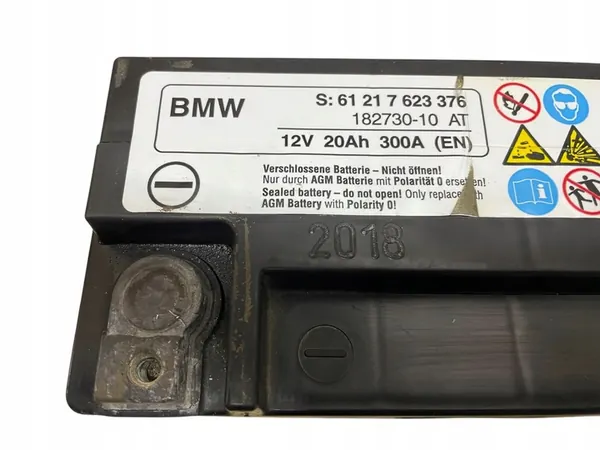 BMW
S: 61 21 7 623 376
182730-10 AT
12V 20Ah 300A (EN)
Verschlossene Batterie – Nicht öffnen!
Nur durch AGM Batterie mit Polarität 0 ersetzen!
Sealed battery – do not open! Only replace with
AGM Battery with Polarity 0!
2018